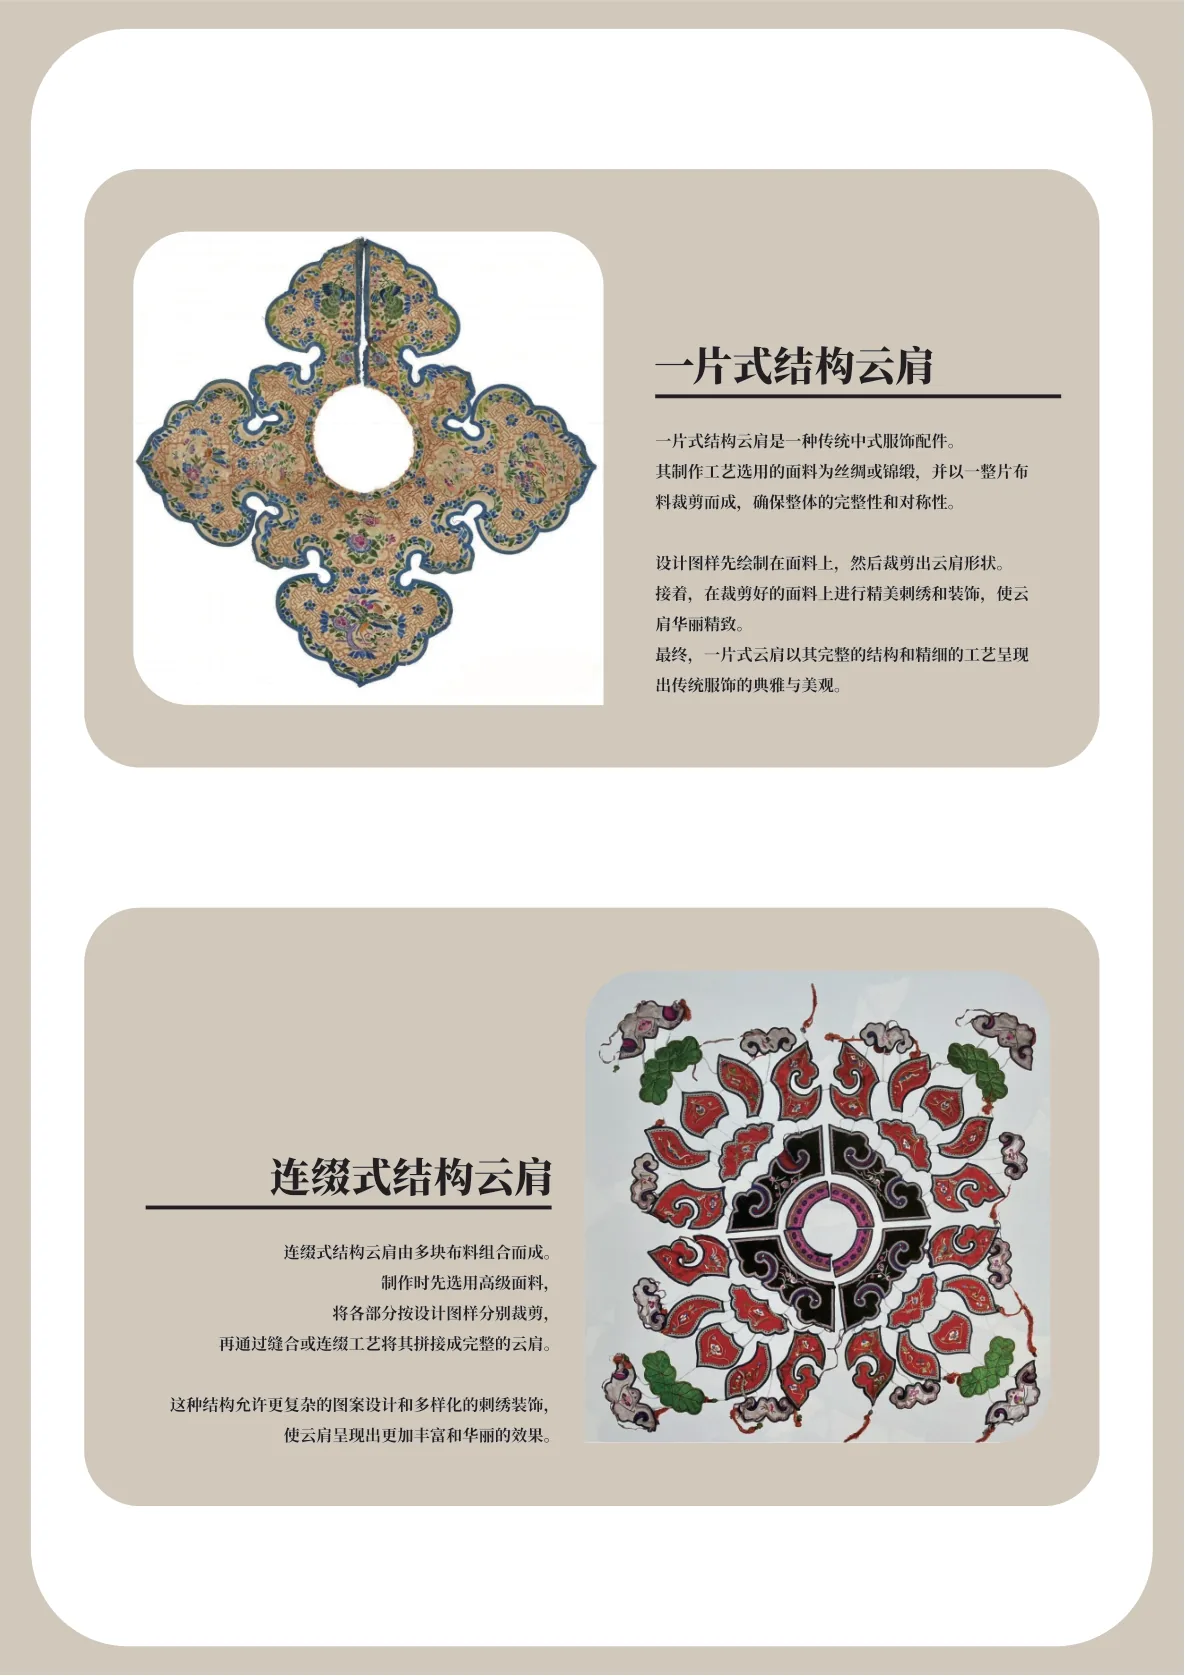 一片式结构云肩
一片式结构云肩是一种传统中式服饰配件。
其制作工艺选用的面料为丝绸或锦缎，并以一整片布
料裁剪而成，确保整体的完整性和对称性。
设计图样先绘制在面料上，然后裁剪出云肩形状。
接着，在裁剪好的面料上进行精美刺绣和装饰，使云
肩华丽精致。
最终，一片式云肩以其完整的结构和精细的工艺呈现
出传统服饰的典雅与美观。
连缀式结构云肩
连缀式结构云肩由多块布料组合而成。
制作时先选用高级面料，
将各部分按设计图样分别裁剪，
再通过缝合或连缀工艺将其拼接成完整的云肩。
这种结构允许更复杂的图案设计和多样化的刺绣装饰，
使云肩呈现出更加丰富和华丽的效果。